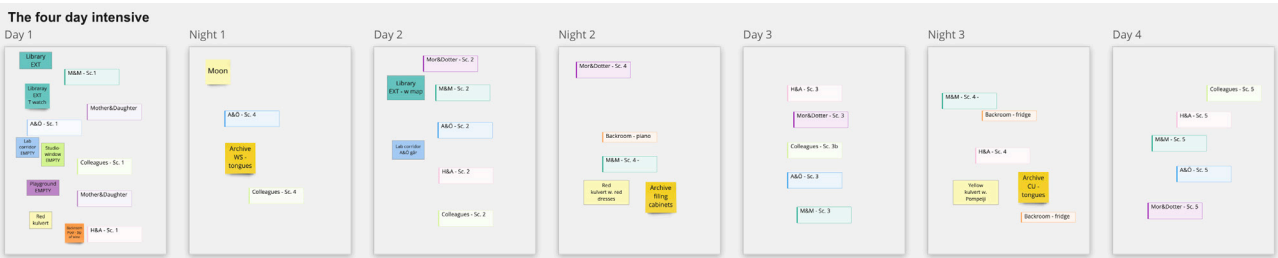 The four day intensive
Day 1
Library
EXT
M&M - Sc.1
Libraray
EXT
T watch
Mother&Daughter
A&Ö - Sc. 1
Lab
corridor
EMPTY
Studio
window
EMPTY
Colleagues - Sc. 1
Playground
EMPTY
Mother&Daughter
Red
kulvert
H&A - Sc. 1
Night 1
Moon
A&Ö - Sc. 4
Archive
WS -
tongues
Colleagues - Sc. 4
Day 2
Mor&Dotter - Sc. 2
Library
EXT - w map
M&M - Sc. 2
A&Ö - Sc. 2
Lab corridor
A&Ö går
H&A - Sc. 2
Colleagues - Sc. 2
Night 2
Mor&Dotter - Sc. 4
Backroom - piano
M&M - Sc. 4 -
Red
kulvert w. red
dresses
Archive
filing
cabinets
Day 3
H&A - Sc. 3
Mor&Dotter - Sc. 3
Colleagues - Sc. 3b
A&Ö - Sc. 3
M&M - Sc. 3
Night 3
M&M - Sc. 4 -
Backroom - fridge
H&A - Sc. 4
Yellow
kulvert w.
Pompeji
Archive
CU -
tongues
Backroom - fridge
Day 4
Colleagues - Sc. 5
H&A - Sc. 5
M&M - Sc. 5
A&Ö - Sc. 5
Mor&Dotter - Sc. 5